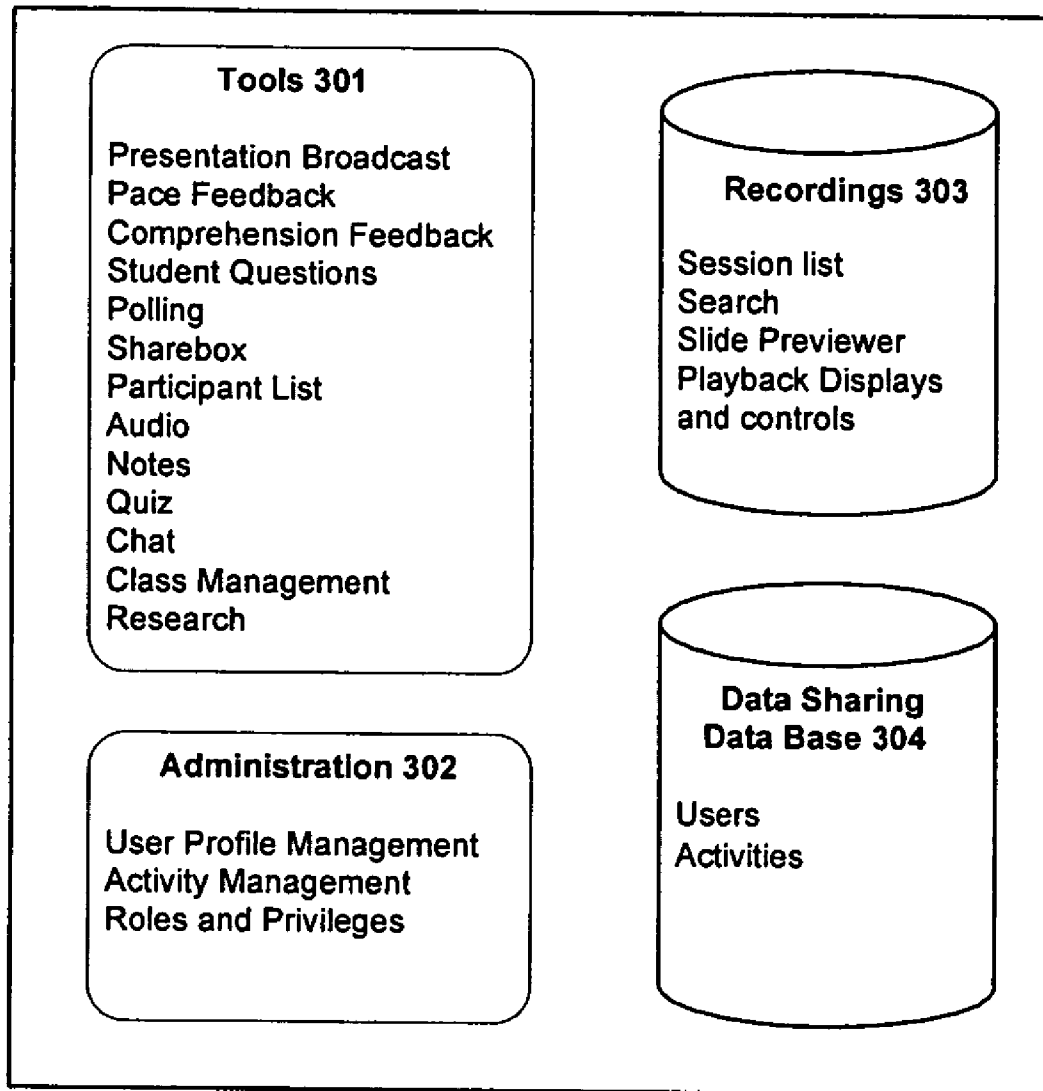 Tools 301
Presentation Broadcast
Pace Feedback
Comprehension Feedback
Student Questions
Polling
Sharebox
Participant List
Audio
Notes
Quiz
Chat
Class Management
Research
Administration 302
User Profile Management
Activity Management
Roles and Privileges
Recordings 303
Session list
Search
Slide Previewer
Playback Displays
and controls
Data Sharing
Data Base 304
Users
Activities